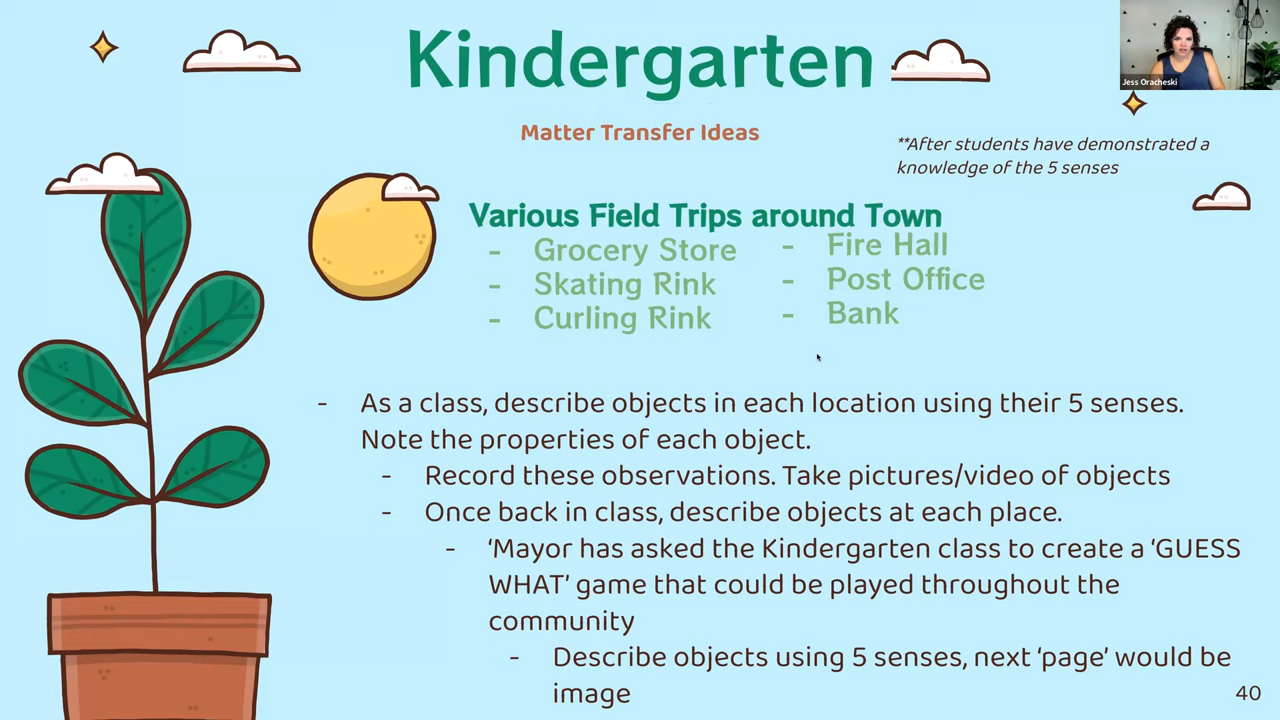 Kindergarten
Jess Oracheski
Matter Transfer Ideas
**After students have demonstrated a
knowledge of the 5 senses
Various Field Trips around Town
- Grocery Store
- Skating Rink
- Curling Rink
- Fire Hall
- Post Office
- Bank
- As a class, describe objects in each location using their 5 senses.
Note the properties of each object.
- Record these observations. Take pictures/video of objects
- Once back in class, describe objects at each place.
- ‘Mayor has asked the Kindergarten class to create a ‘GUESS
WHAT’ game that could be played throughout the
community
- Describe objects using 5 senses, next ‘page’ would be
image
40